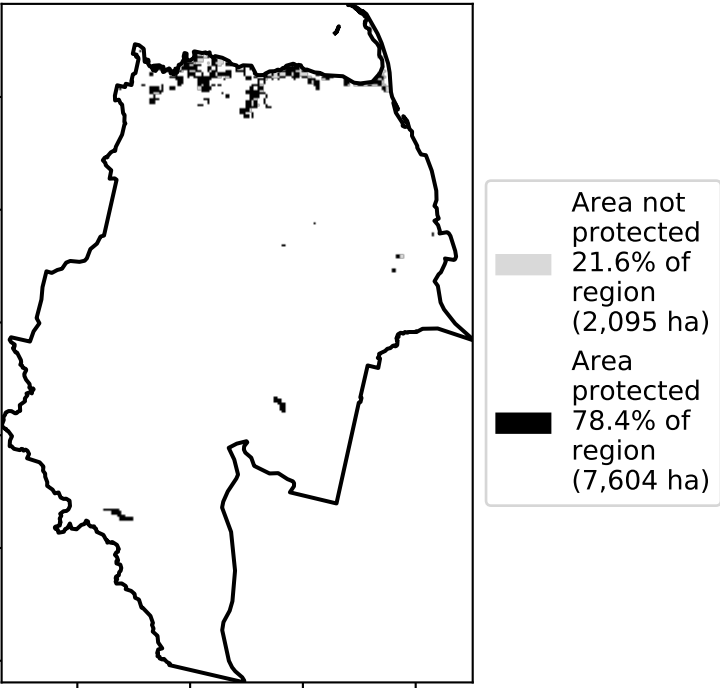 Area not
protected
21.6% of
region
(2,095 ha)
Area
protected
78.4% of
region
(7,604 ha)